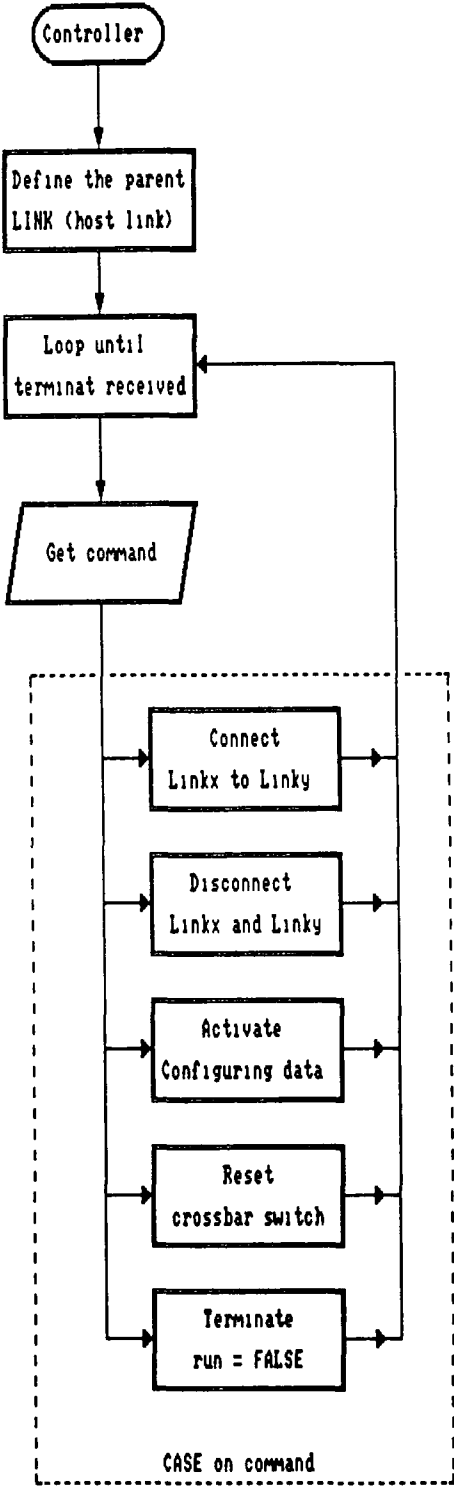 Controller
Define the parent
LINK (host link)
Loop until
terminat received
Get command
Connect
Linkx to Linky
Disconnect
Linkx and Linky
Activate
Configuring data
Reset
crossbar switch
Terminate
run = FALSE
CASE on command